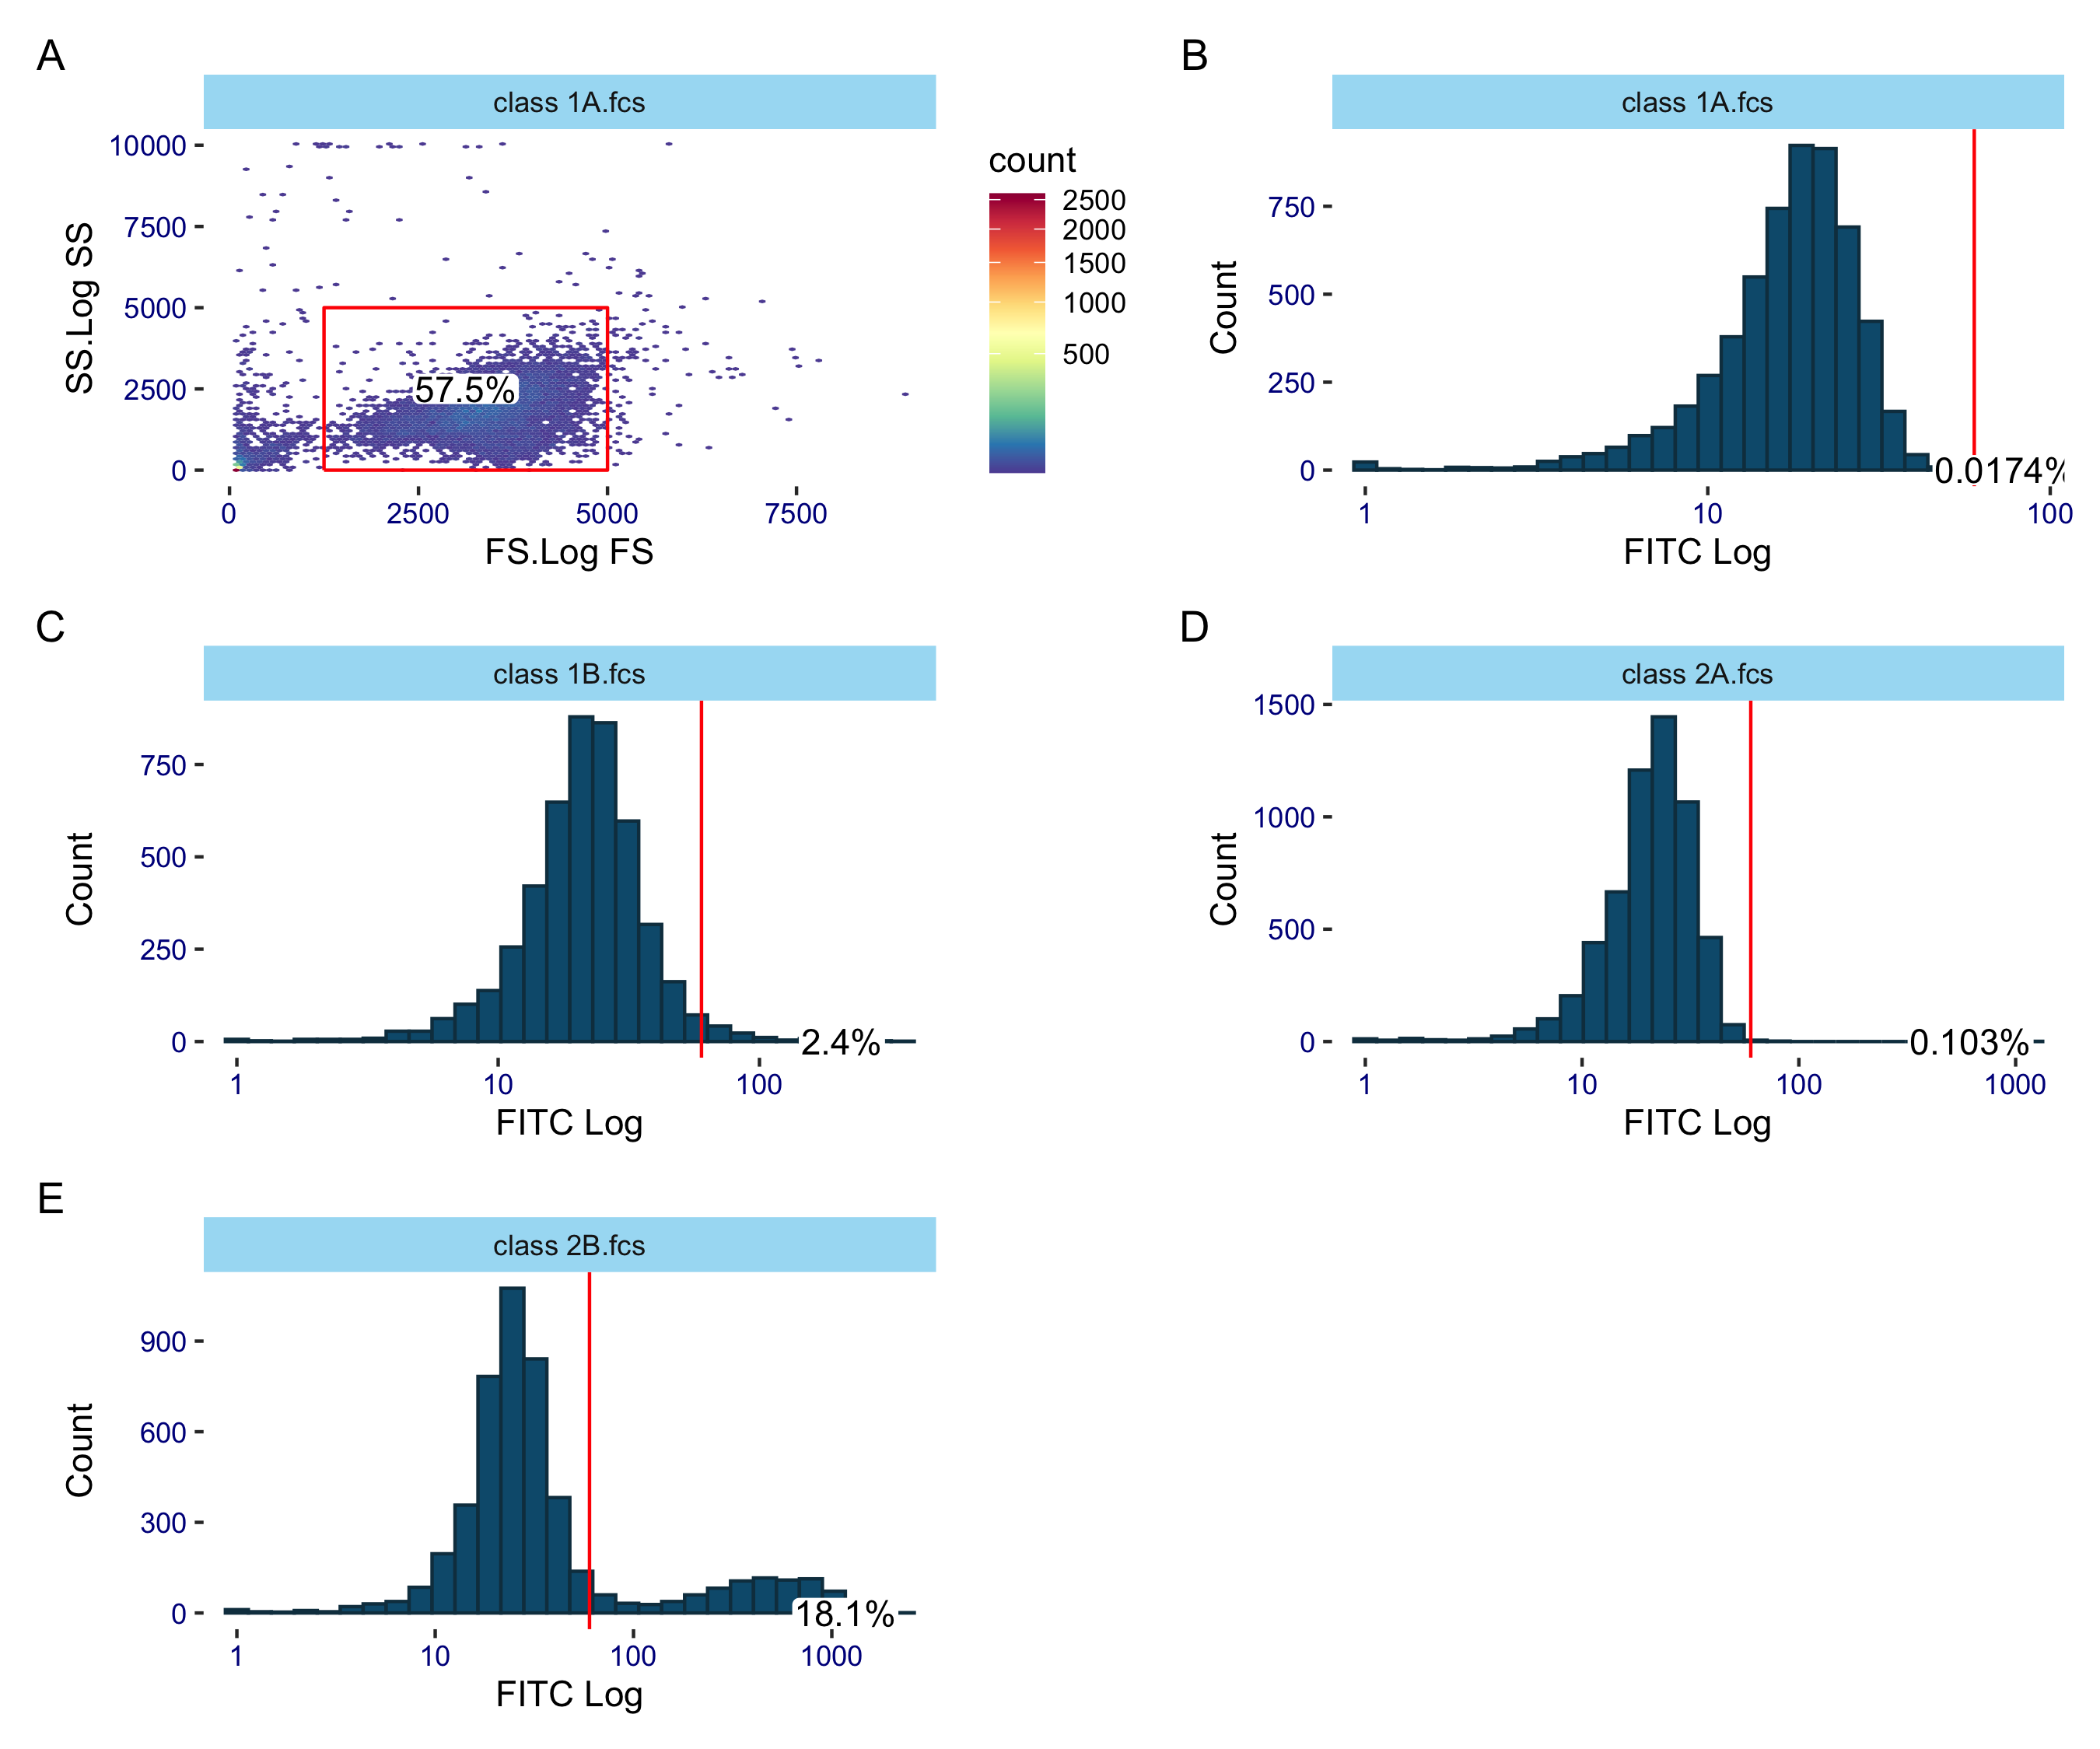 A
class 1A.fcs
10000
7500
5000
2500
0
SS.Log SS
57.5%
0 2500 5000 7500
FS.Log FS
count
2500
2000
1500
1000
500
B
class 1A.fcs
750
500
250
0
Count
0.0174%
1 10 100
FITC Log
C
class 1B.fcs
750
500
250
0
Count
2.4%
1 10 100
FITC Log
D
class 2A.fcs
1500
1000
500
0
Count
0.103%
1 10 100 1000
FITC Log
E
class 2B.fcs
900
600
300
0
Count
18.1%
1 10 100 1000
FITC Log